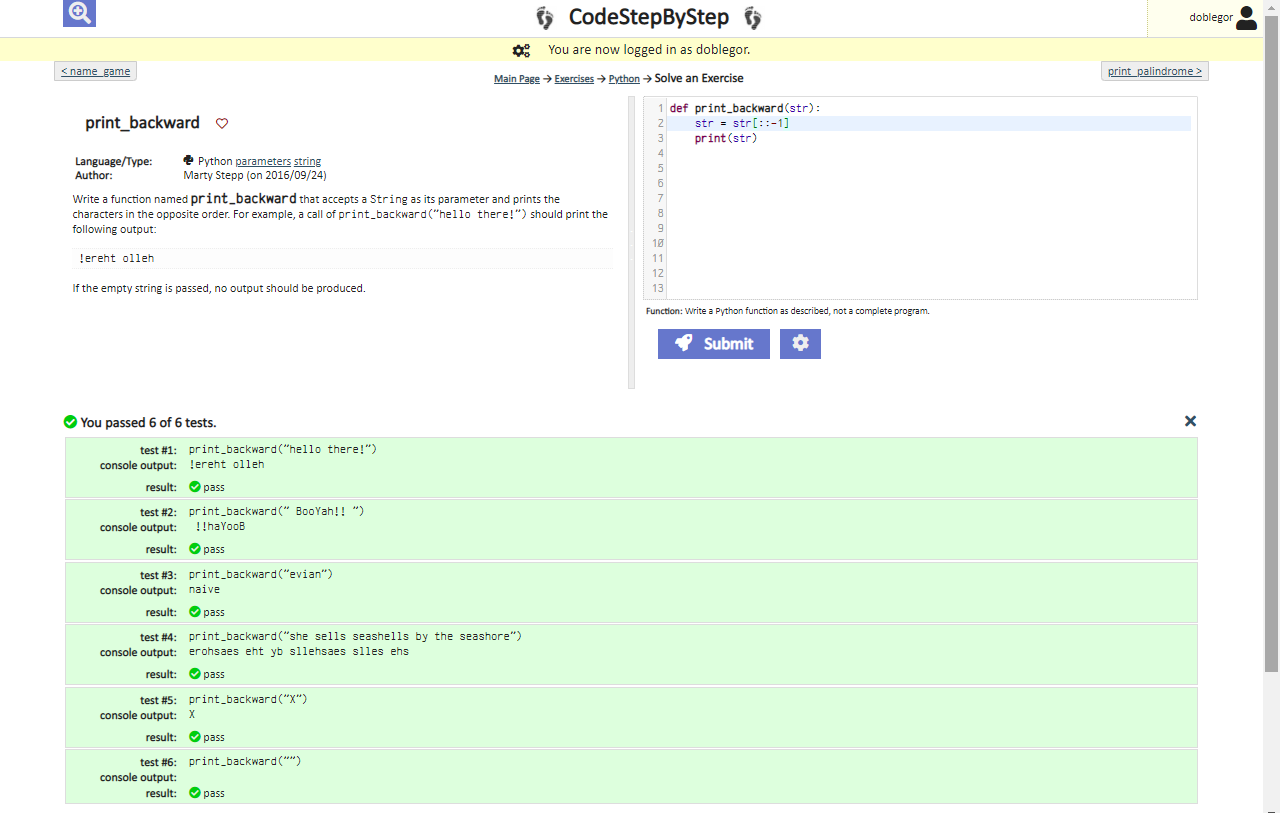 CodeStepByStep
doblegor
You are now logged in as doblegor.
< name_game
Main Page → Exercises → Python → Solve an Exercise
print_palindrome >
print_backward
Language/Type: Python parameters string
Author: Marty Stepp (on 2016/09/24)
Write a function named print_backward that accepts a String as its parameter and prints the
characters in the opposite order. For example, a call of print_backward("hello there!") should print the
following output:
!ereht olleh
If the empty string is passed, no output should be produced.
1 def print_backward(str):
2     str = str[::-1]
3     print(str)
4
5
6
7
8
9
10
11
12
13
Function: Write a Python function as described, not a complete program.
Submit
You passed 6 of 6 tests.
test #1: print_backward("hello there!")
console output: !ereht olleh
result: pass
test #2: print_backward(" BooYah!! ")
console output:  !!haYooB
result: pass
test #3: print_backward("evian")
console output: naive
result: pass
test #4: print_backward("she sells seashells by the seashore")
console output: erohsaes eht yb sllehsaes slles ehs
result: pass
test #5: print_backward("X")
console output: X
result: pass
test #6: print_backward("")
console output:
result: pass